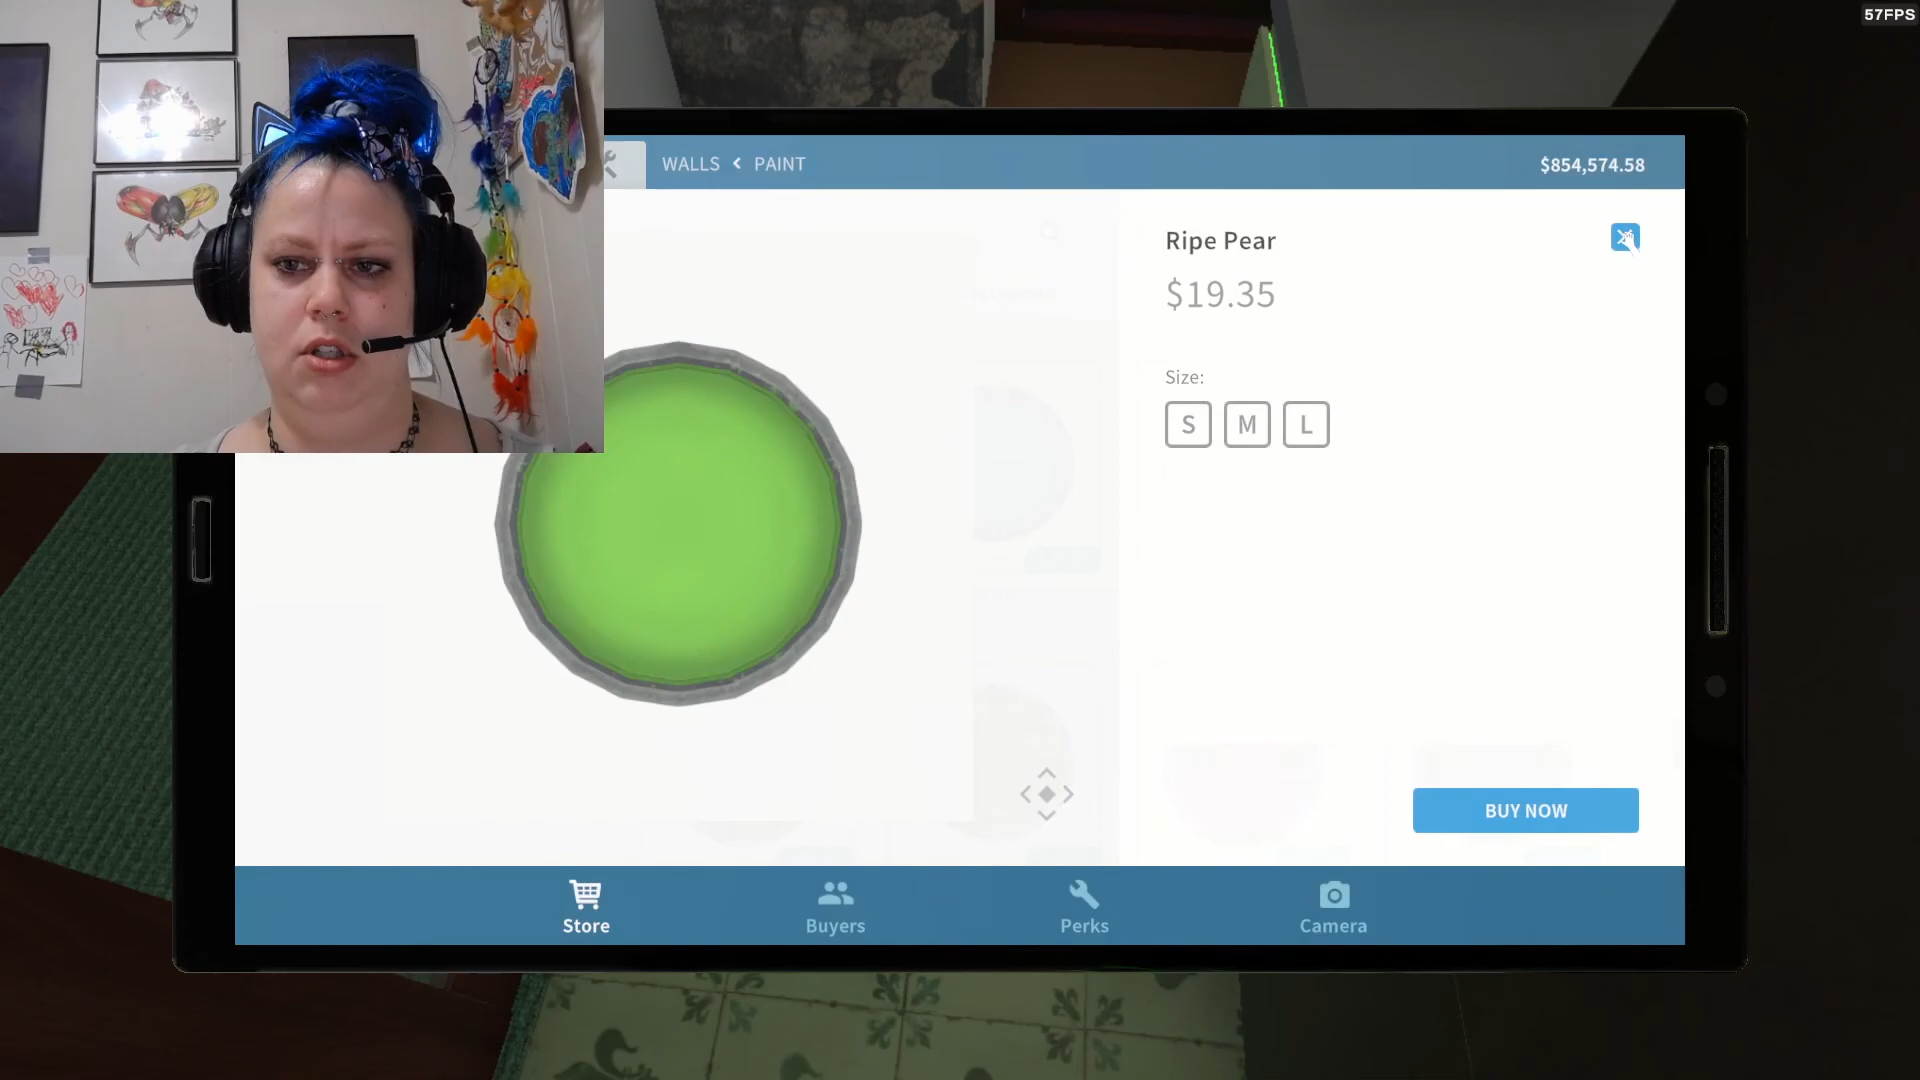 57FPS
WALLS < PAINT
$854,574.58
Ripe Pear
$19.35
Size:
S M L
BUY NOW
Store
Buyers
Perks
Camera